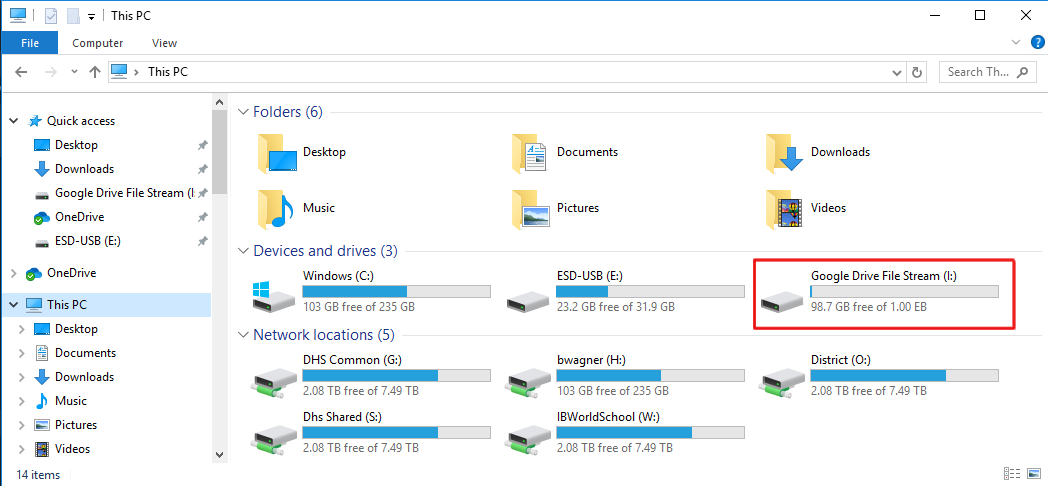 This PC
File Computer View
This PC
Search Th...
Quick access
Desktop
Downloads
Google Drive File Stream (I:
OneDrive
ESD-USB (E:)
OneDrive
This PC
Desktop
Documents
Downloads
Music
Pictures
Videos
Folders (6)
Desktop
Documents
Downloads
Music
Pictures
Videos
Devices and drives (3)
Windows (C:)
103 GB free of 235 GB
ESD-USB (E:)
23.2 GB free of 31.9 GB
Google Drive File Stream (I:)
98.7 GB free of 1.00 EB
Network locations (5)
DHS Common (G:)
2.08 TB free of 7.49 TB
bwagner (H:)
103 GB free of 235 GB
District (O:)
2.08 TB free of 7.49 TB
Dhs Shared (S:)
2.08 TB free of 7.49 TB
IBWorldSchool (W:)
2.08 TB free of 7.49 TB
14 items